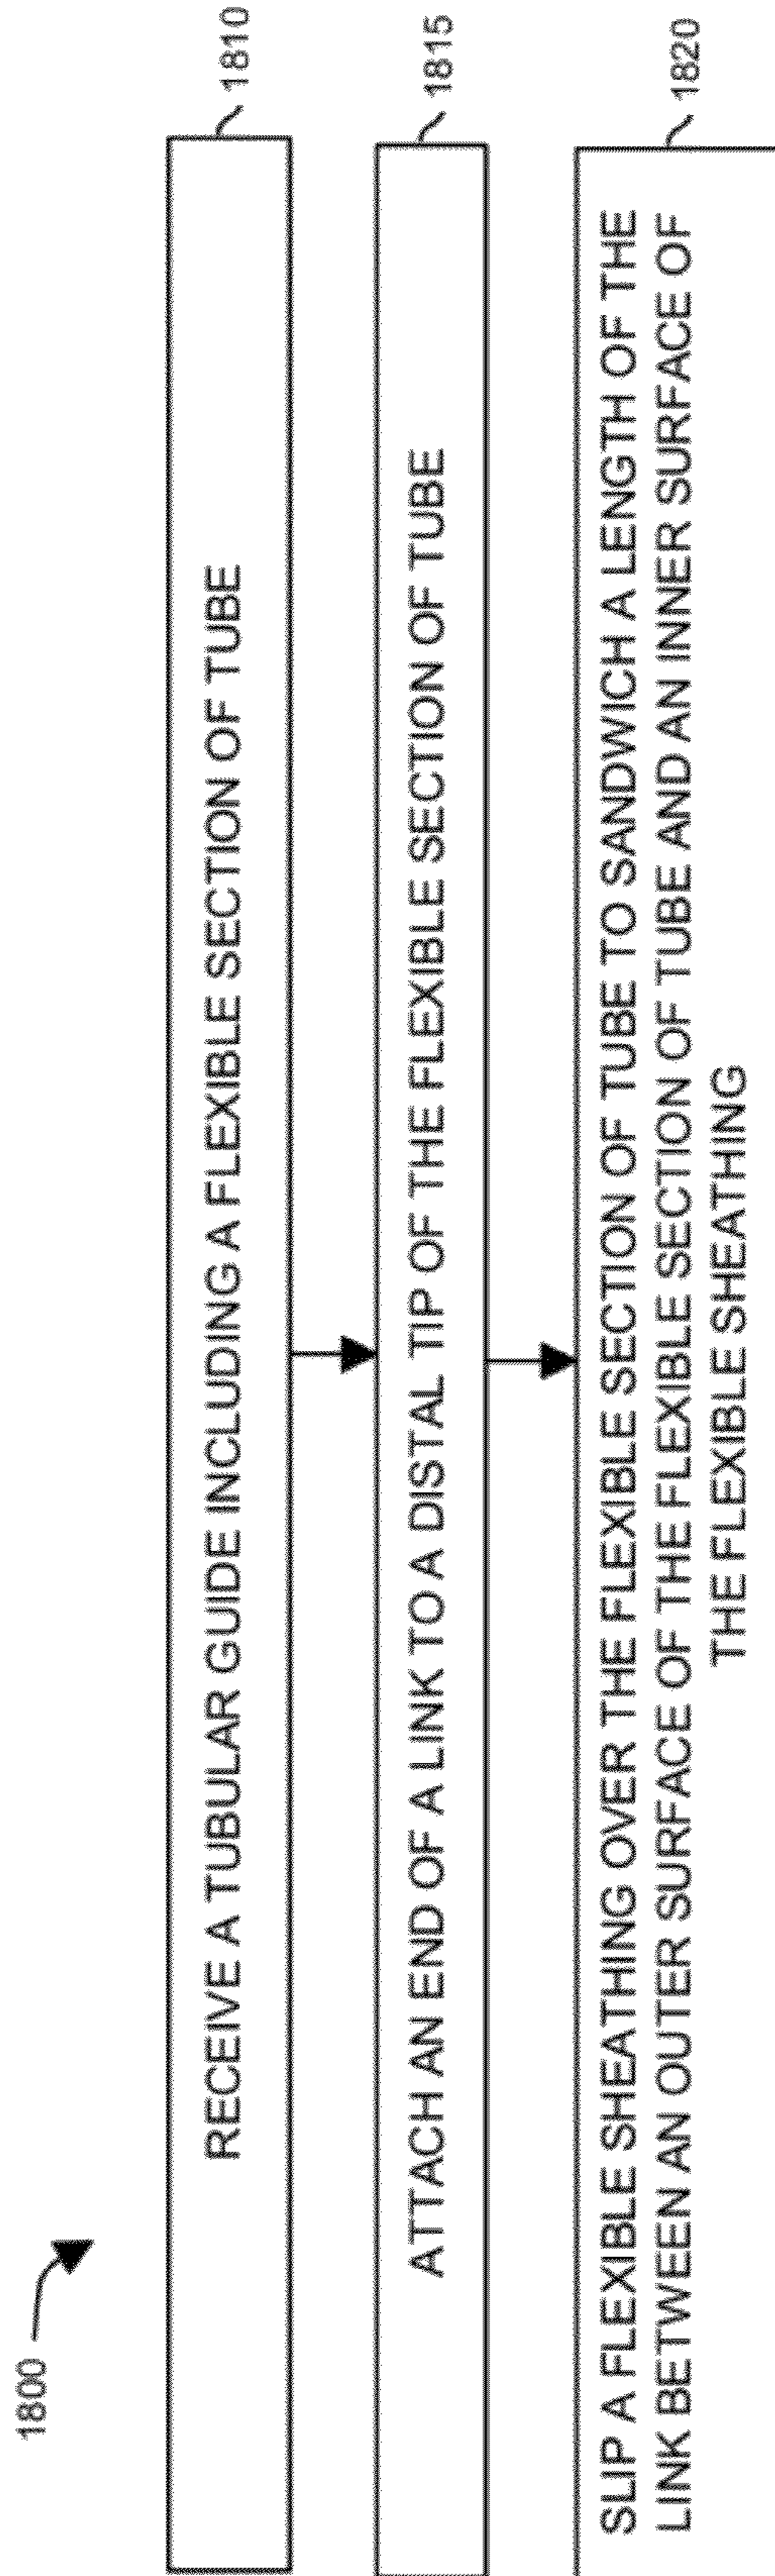 1800
RECEIVE A TUBULAR GUIDE INCLUDING A FLEXIBLE SECTION OF TUBE
1810
ATTACH AN END OF A LINK TO A DISTAL TIP OF THE FLEXIBLE SECTION OF TUBE
1815
SLIP A FLEXIBLE SHEATHING OVER THE FLEXIBLE SECTION OF TUBE TO SANDWICH A LENGTH OF THE
LINK BETWEEN AN OUTER SURFACE OF THE FLEXIBLE SECTION OF TUBE AND AN INNER SURFACE OF
THE FLEXIBLE SHEATHING
1820